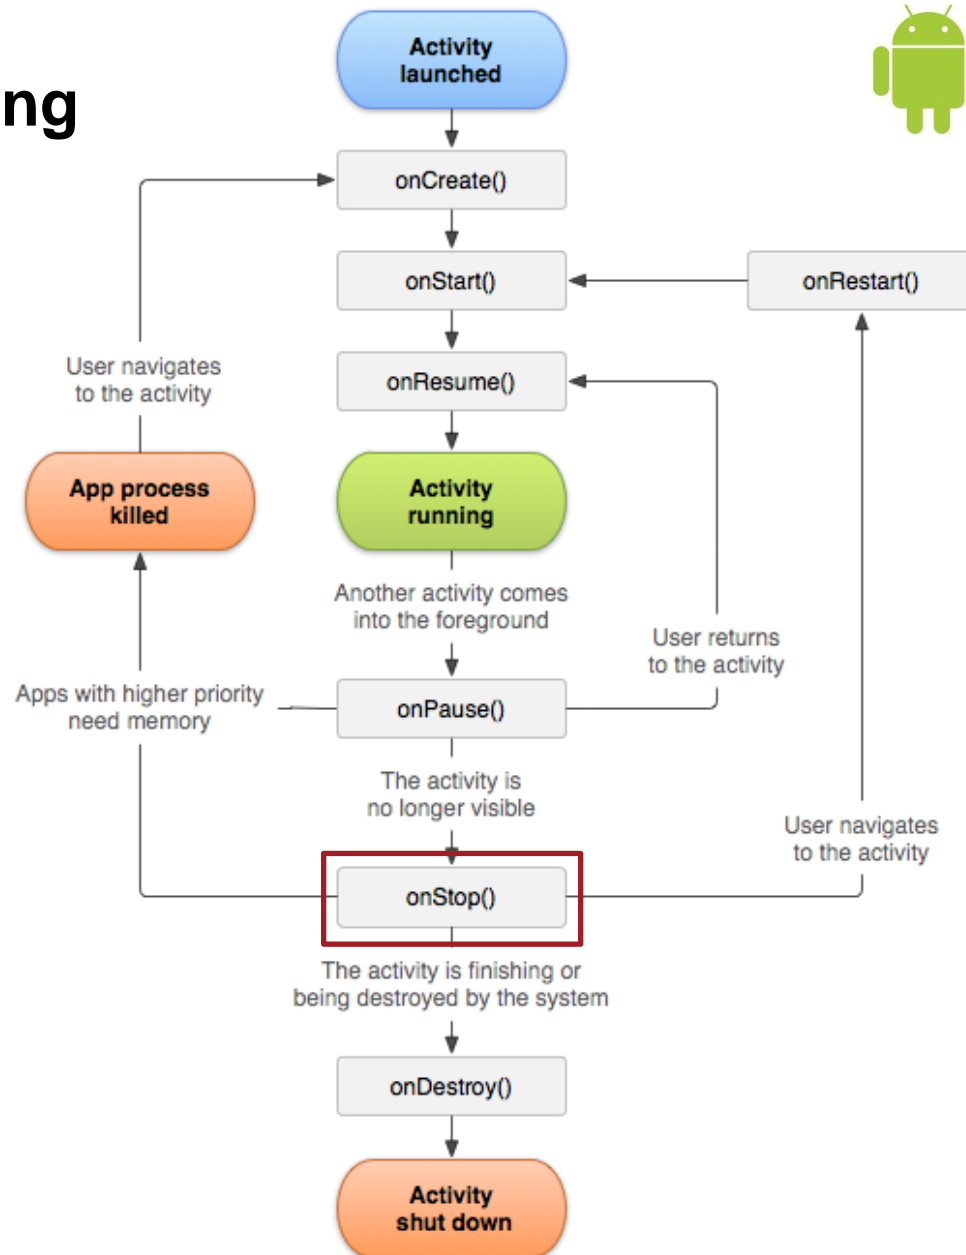 ng
Activity
launched
onCreate()
onStart()
onRestart()
onResume()
User navigates
to the activity
App process
killed
Activity
running
Another activity comes
into the foreground
User returns
to the activity
Apps with higher priority
need memory
onPause()
The activity is
no longer visible
User navigates
to the activity
onStop()
The activity is finishing or
being destroyed by the system
onDestroy()
Activity
shut down